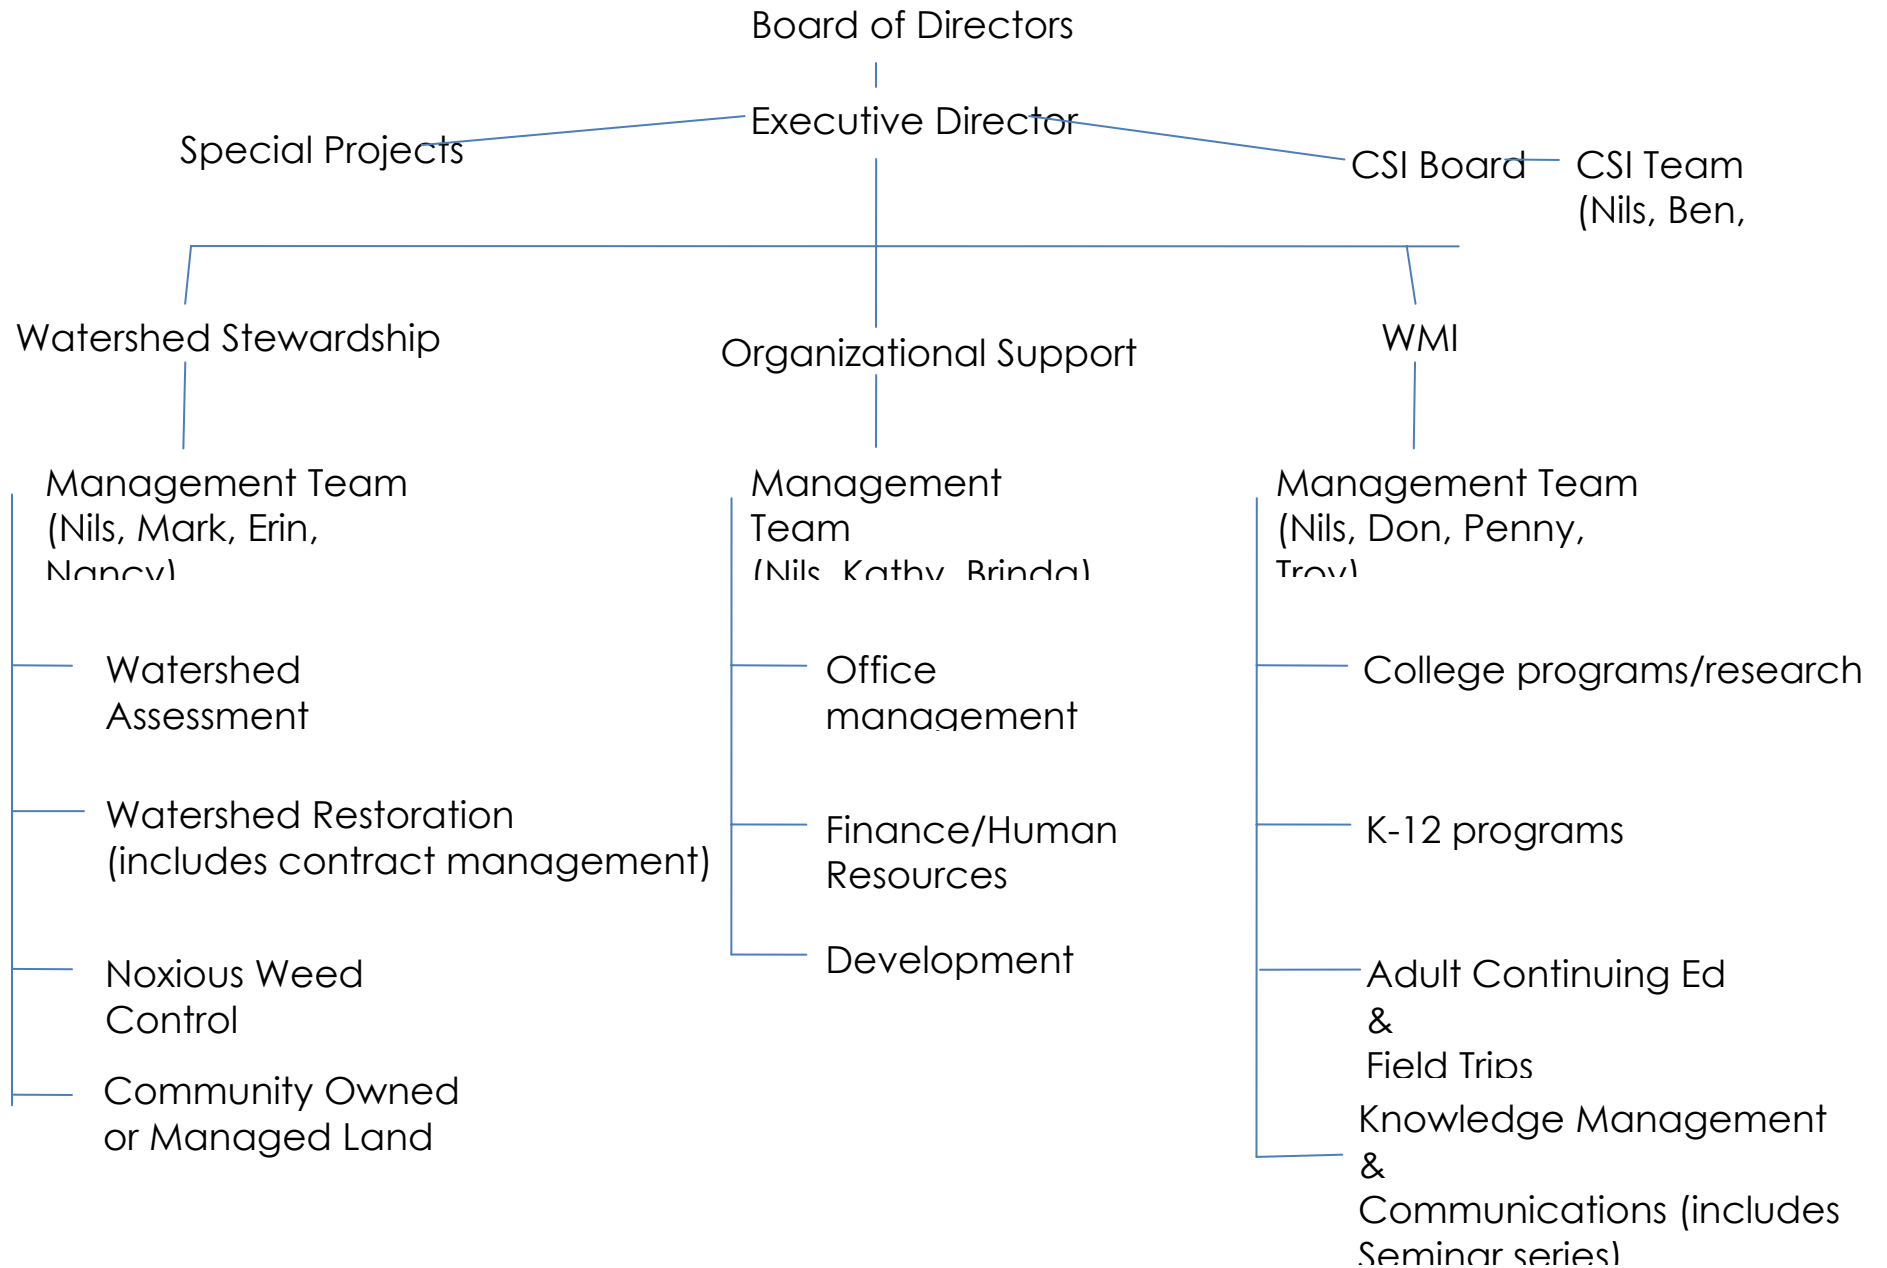 Board of Directors
Executive Director
Special Projects
CSI Board
CSI Team
(Nils, Ben,
Watershed Stewardship
Organizational Support
WMI
Management Team
(Nils, Mark, Erin,
Nancy)
Management
Team
(Nils, Kathy, Brinda)
Management Team
(Nils, Don, Penny,
Troy)
Watershed
Assessment
Watershed Restoration
(includes contract management)
Noxious Weed
Control
Community Owned
or Managed Land
Office
management
Finance/Human
Resources
Development
College programs/research
K-12 programs
Adult Continuing Ed
&
Field Trips
Knowledge Management
&
Communications (includes
Seminar series)